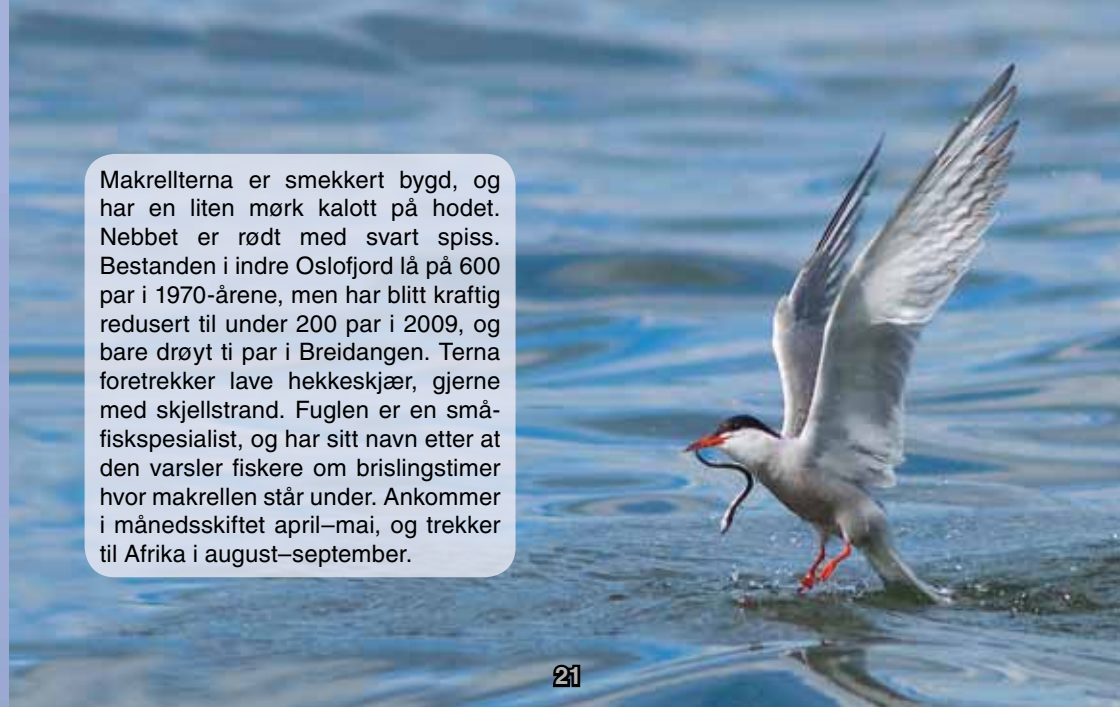 Makrellterna er smekkert bygd, og
har en liten mørk kalott på hodet.
Nebbet er rødt med svart spiss.
Bestanden i indre Oslofjord lå på 600
par i 1970-årene, men har blitt kraftig
redusert til under 200 par i 2009, og
bare drøyt ti par i Breidangen. Terna
foretrekker lave hekkeskjær, gjerne
med skjellstrand. Fuglen er en små-
fiskspesialist, og har sitt navn etter at
den varsler fiskere om brislingstimer
hvor makrellen står under. Ankommer
i månedsskiftet april–mai, og trekker
til Afrika i august–september.
21